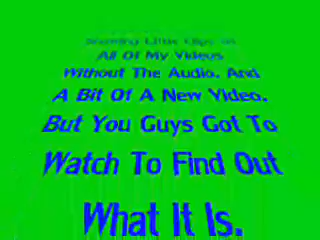 Showing Little Clips Of
All Of My Videos
Without The Audio. And
A Bit Of A New Video.
But You Guys Got To
Watch To Find Out
What It Is.